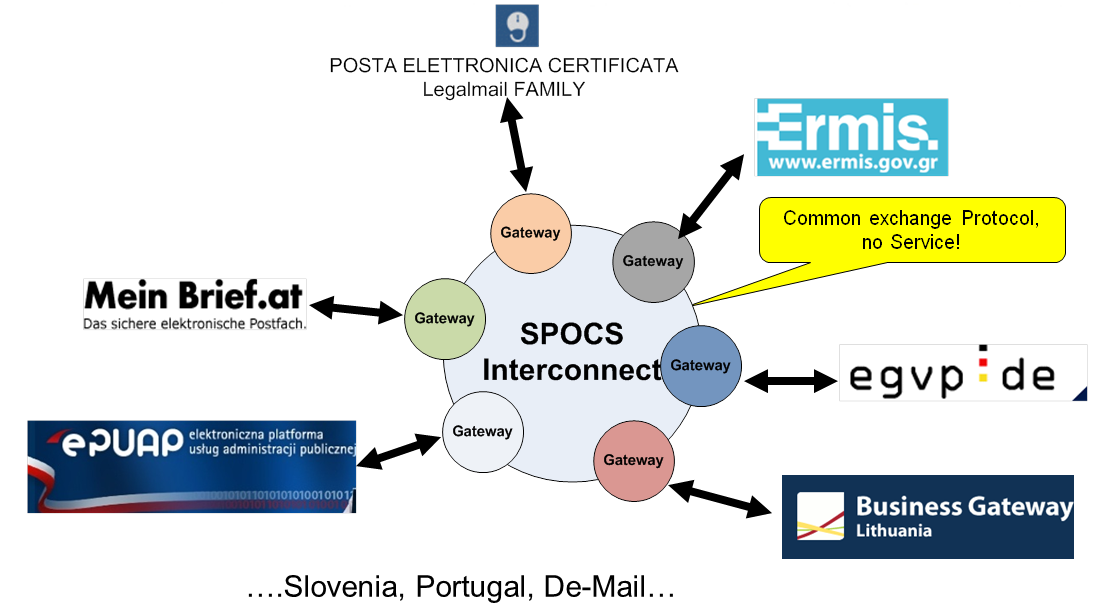 POSTA ELETTRONICA CERTIFICATA
Legalmail FAMILY
Ermis.
www.ermis.gov.gr
Common exchange Protocol,
no Service!
Gateway
Gateway
Mein Brief.at
Das sichere elektronische Postfach.
Gateway
SPOCS
Interconnect
Gateway
egvp de
ePUAP
elektroniczna platforma
usług administracji publicznej
Gateway
Gateway
Business Gateway
Lithuania
….Slovenia, Portugal, De-Mail…